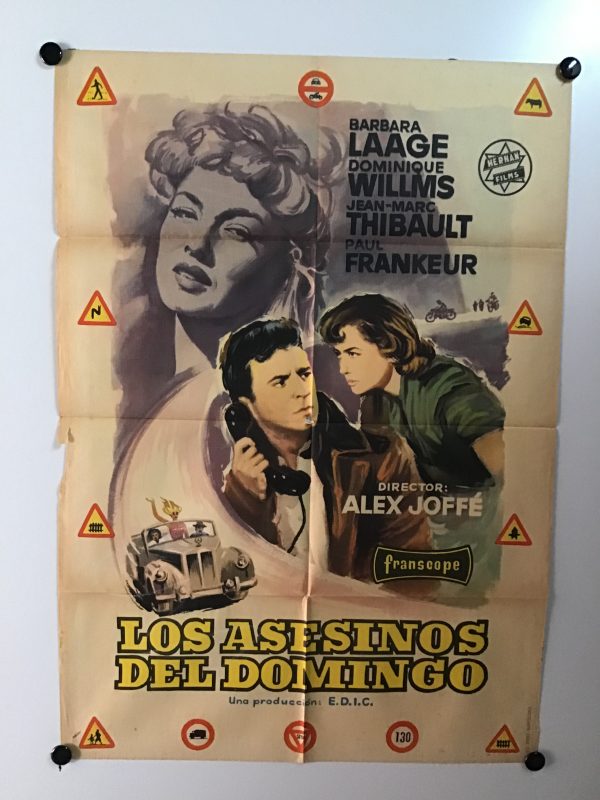 BARBARA
LAAGE
DOMINIQUE
WILLMS
JEAN-MARC
THIBAULT
PAUL
FRANKEUR
HERNAN
FILMS
DIRECTOR:
ALEX JOFFÉ
franscope
LOS ASESINOS
DEL DOMINGO
Una produccion: E.D.I.C.
130